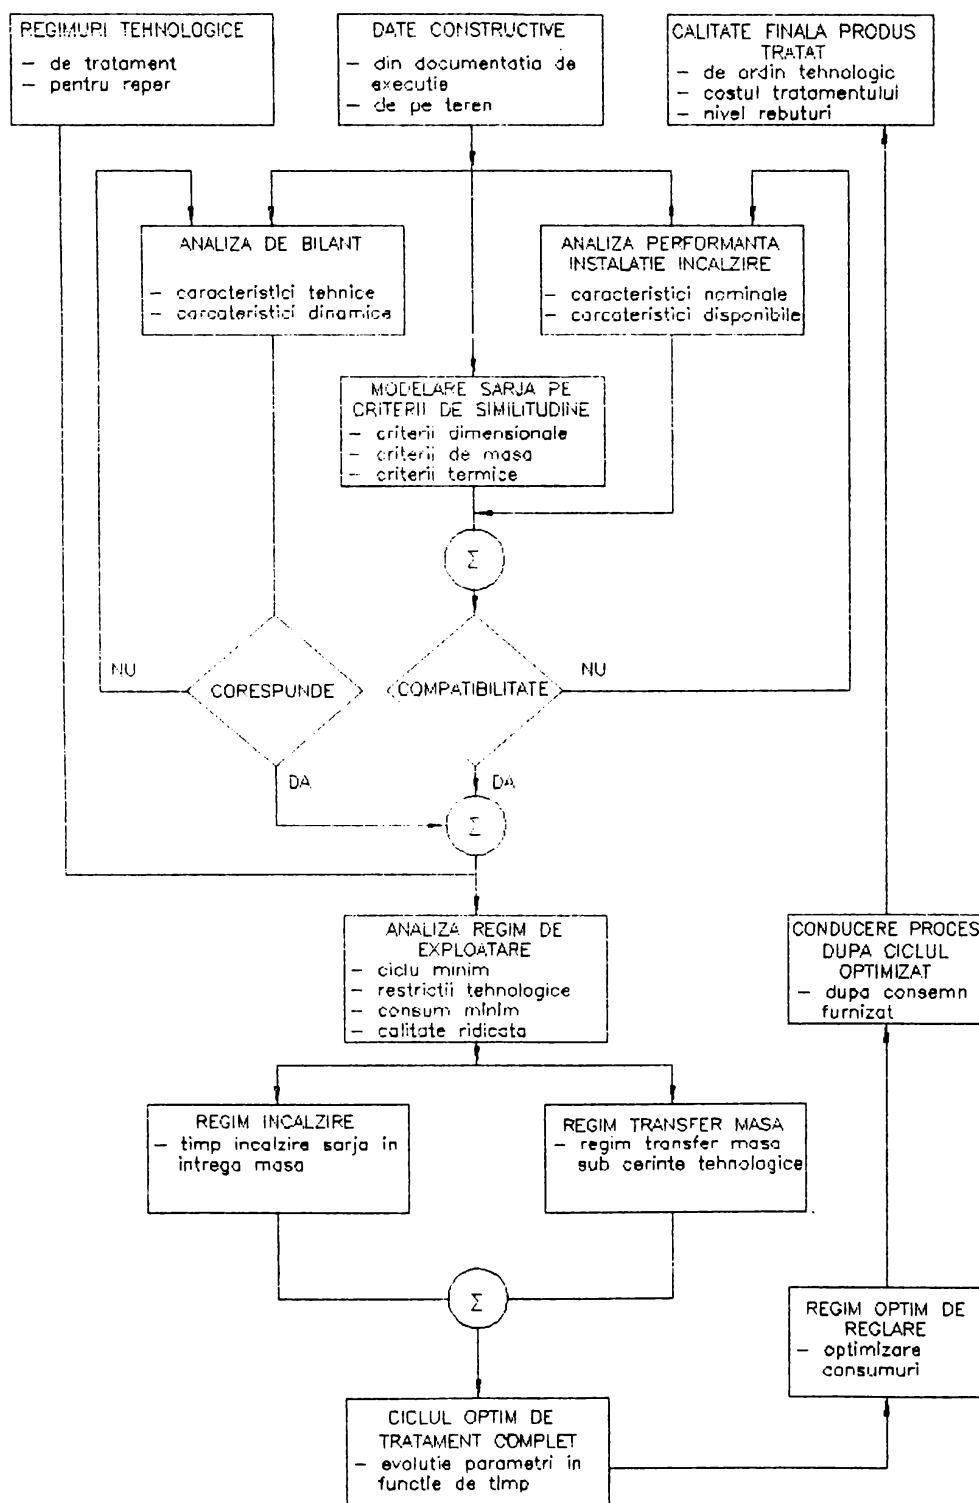 REGIMURI TEHNOLOGICE
– de tratament
– pentru reper
DATE CONSTRUCTIVE
– din documentatia de
executie
– de pe teren
CALITATE FINALA PRODUS
TRATAT
– de ordin tehnologic
– costul tratamentului
– nivel rebuturi
ANALIZA DE BILANT
– caracteristici tehnice
– carcateristici dinamice
ANALIZA PERFORMANTA
INSTALATIE INCALZIRE
– caracteristici nominale
– carcateristici disponibile
MODELARE SARJA PE
CRITERII DE SIMILITUDINE
– criterii dimensionale
– criterii de masa
– criterii termice
Σ
NU
CORESPUNDE
COMPATIBILITATE
NU
DA
DA
Σ
ANALIZA REGIM DE
EXPLOATARE
– ciclu minim
– restrictii tehnologice
– consum minim
– calitate ridicata
CONDUCERE PROCES
DUPA CICLUL
OPTIMIZAT
– dupa consemn
furnizat
REGIM INCALZIRE
– timp incalzire sarja in
intrega masa
REGIM TRANSFER MASA
– regim transfer masa
sub cerinte tehnologice
Σ
REGIM OPTIM DE
REGLARE
– optimizare
consumuri
CICLUL OPTIM DE
TRATAMENT COMPLET
– evolutie parametri in
functie de timp